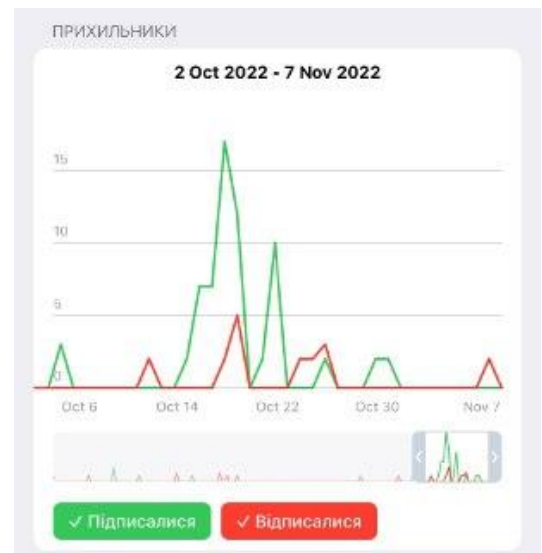 ПРИХИЛЬНИКИ
2 Oct 2022 - 7 Nov 2022
15
10
5
0
Oct 6 Oct 14 Oct 22 Oct 30 Nov 7
✓ Підписалися ✓ Відписалися